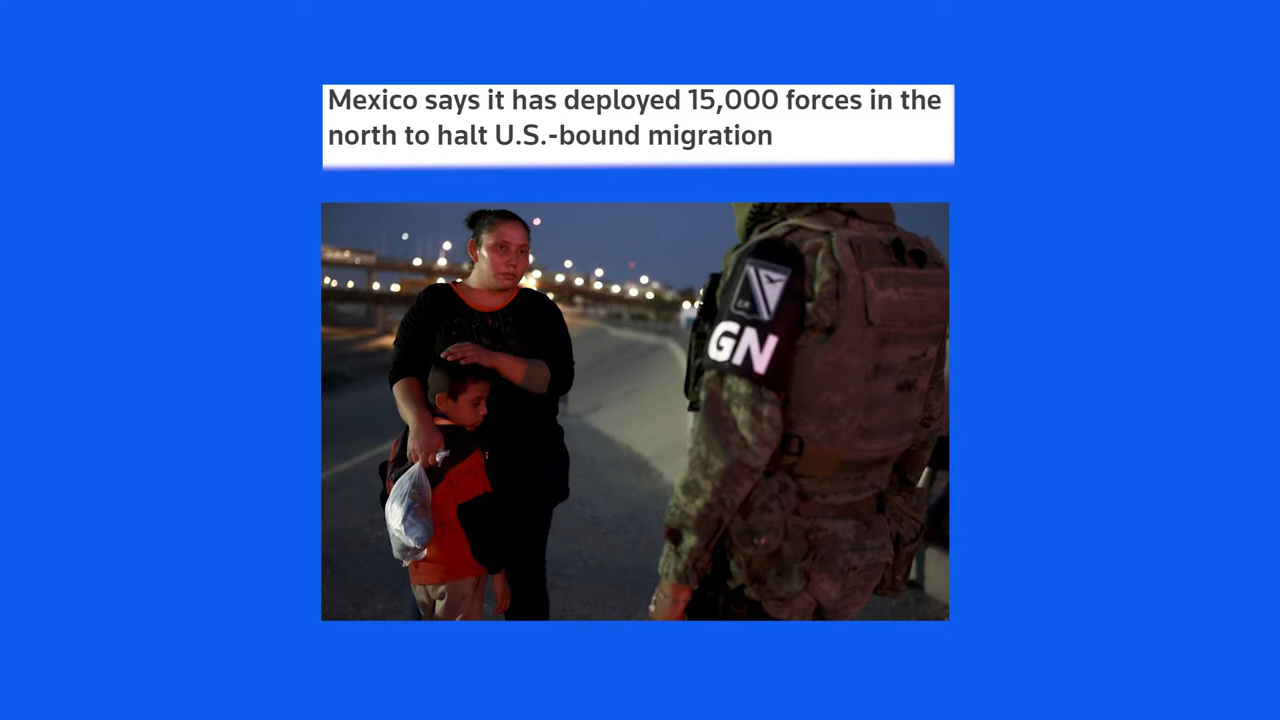 Mexico says it has deployed 15,000 forces in the
north to halt U.S.-bound migration
GN